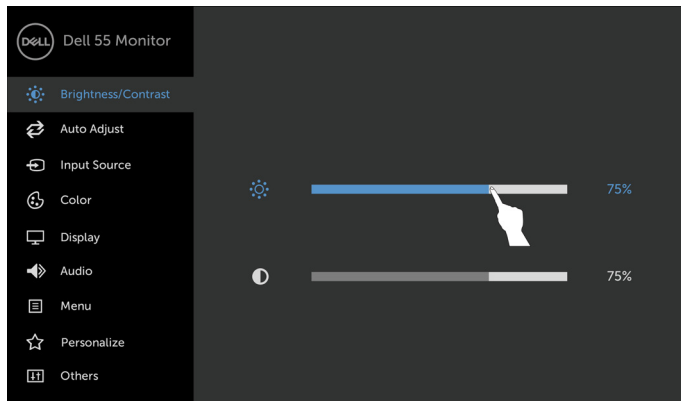 DELL Dell 55 Monitor
Brightness/Contrast
Auto Adjust
Input Source
Color
Display
Audio
Menu
Personalize
Others
75%
75%